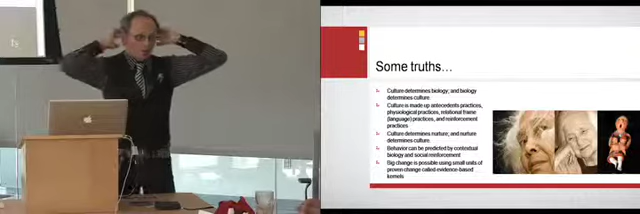 Some truths...
Culture determines biology; and biology
determines culture
Culture is made up antecedents practices,
physiological practices, relational frame
(language) practices, and reinforcement
practices
Culture determines nurture; and nurture
determines culture
Behavior can be predicted by contextual
biology and social reinforcement
Big change is possible using small units of
proven change called evidence-based
kernels